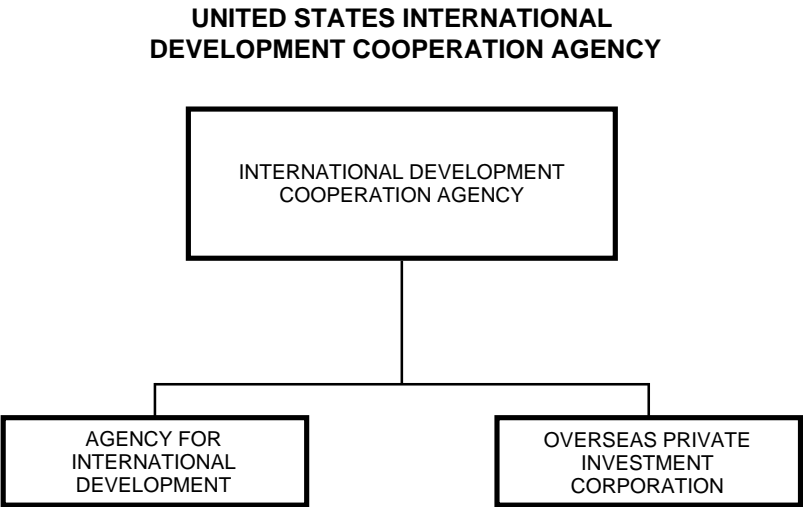 UNITED STATES INTERNATIONAL
DEVELOPMENT COOPERATION AGENCY
INTERNATIONAL DEVELOPMENT
COOPERATION AGENCY
AGENCY FOR
INTERNATIONAL
DEVELOPMENT
OVERSEAS PRIVATE
INVESTMENT
CORPORATION